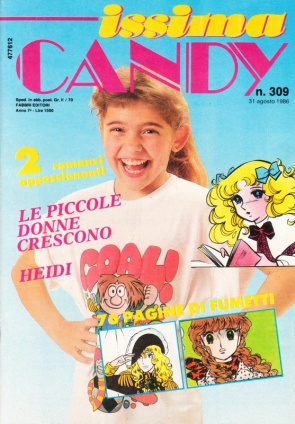 issima
CANDY
477612
n. 309
31 agosto 1986
Sped. in abb. post. Gr. II / 70
FABBRI EDITORI
Anno 7° - Lire 1500
2 romanzi
appassionanti
LE PICCOLE
DONNE
CRESCONO
HEIDI
GOAL!
76 PAGINE DI FUMETTI